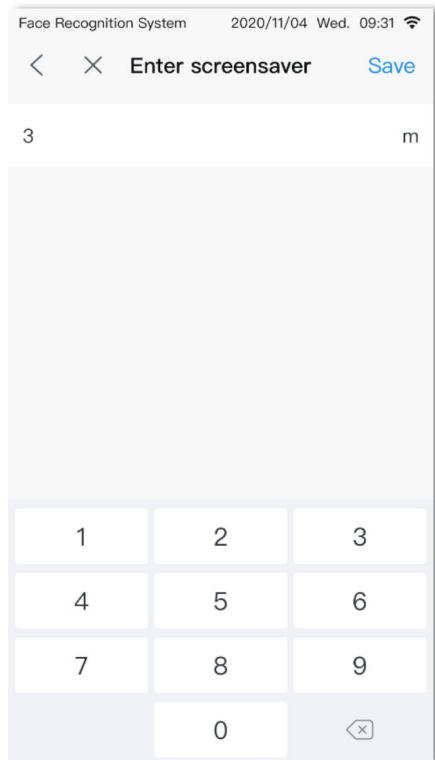 Face Recognition System 2020/11/04 Wed. 09:31
Enter screensaver Save
3 m
1 2 3
4 5 6
7 8 9
0